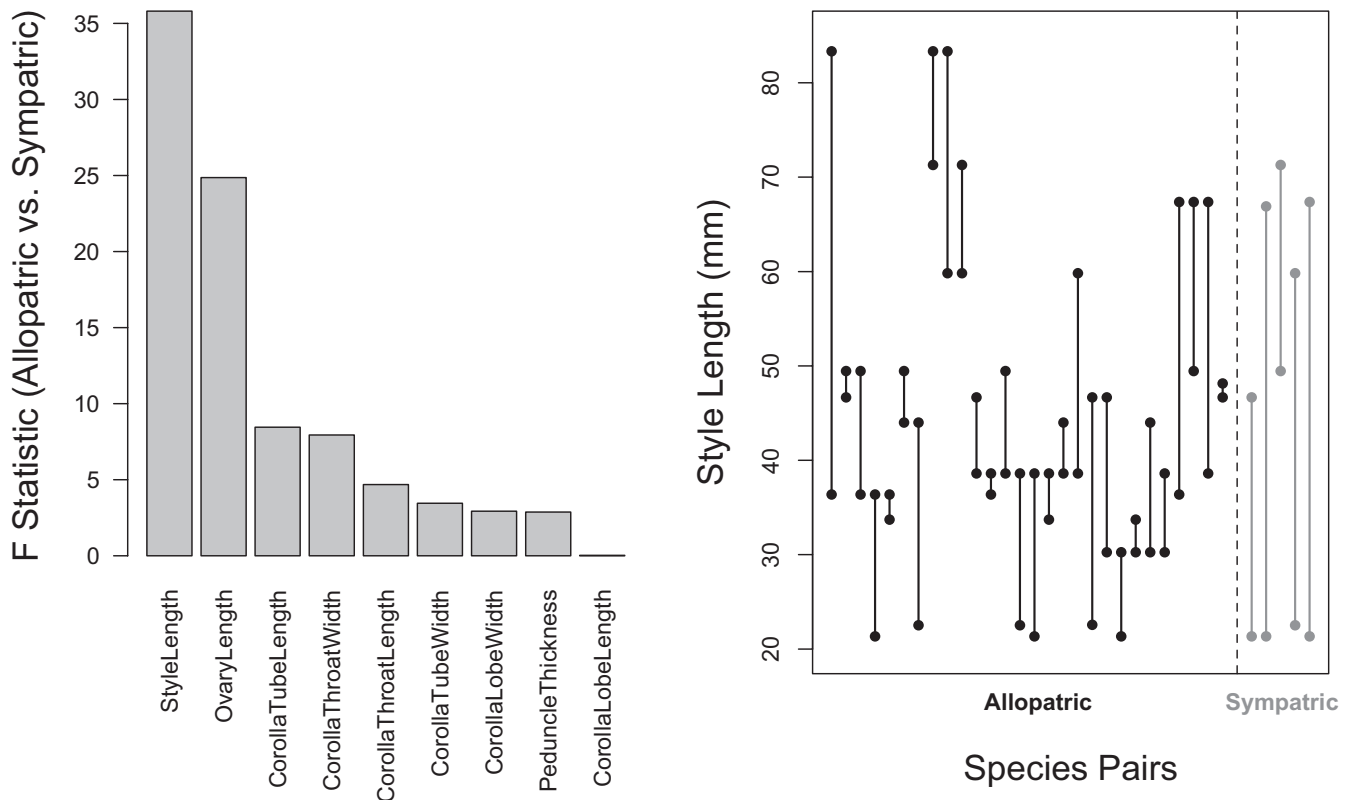 F Statistic (Allopatric vs. Sympatric)
35
30
25
20
15
10
5
0
StyleLength
OvaryLength
CorollaTubeLength
CorollaThroatWidth
CorollaThroatLength
CorollaTubeWidth
CorollaLobeWidth
PeduncleThickness
CorollaLobeLength
Style Length (mm)
80
70
60
50
40
30
20
Allopatric
Sympatric
Species Pairs